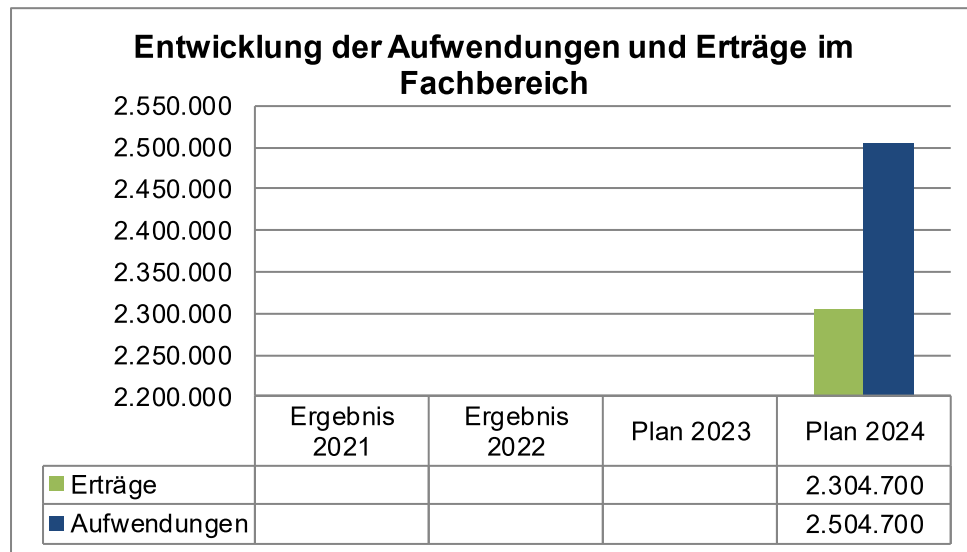 Entwicklung der Aufwendungen und Erträge im
Fachbereich
2.550.000
2.500.000
2.450.000
2.400.000
2.350.000
2.300.000
2.250.000
2.200.000
Ergebnis 2021
Ergebnis 2022
Plan 2023
Plan 2024
Erträge 2.304.700
Aufwendungen 2.504.700